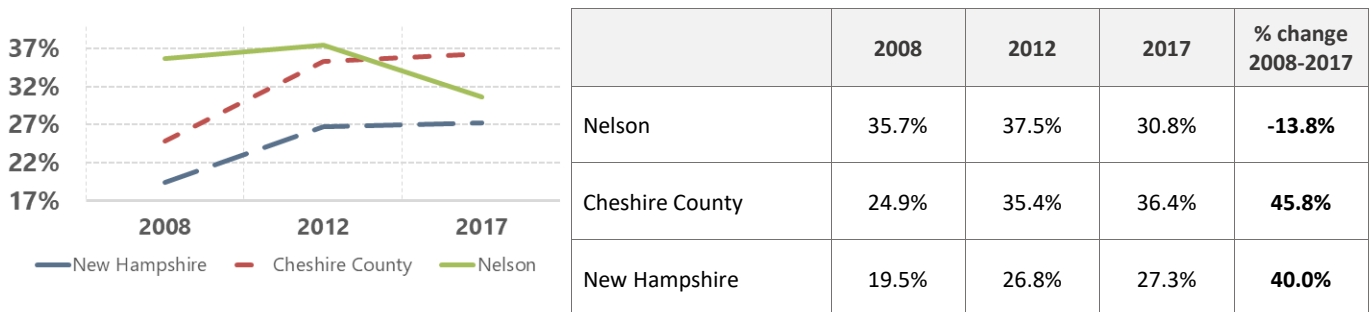 37%
32%
27%
22%
17%
2008 2012 2017
New Hampshire Cheshire County Nelson
2008 2012 2017 % change
2008-2017
Nelson 35.7% 37.5% 30.8% -13.8%
Cheshire County 24.9% 35.4% 36.4% 45.8%
New Hampshire 19.5% 26.8% 27.3% 40.0%